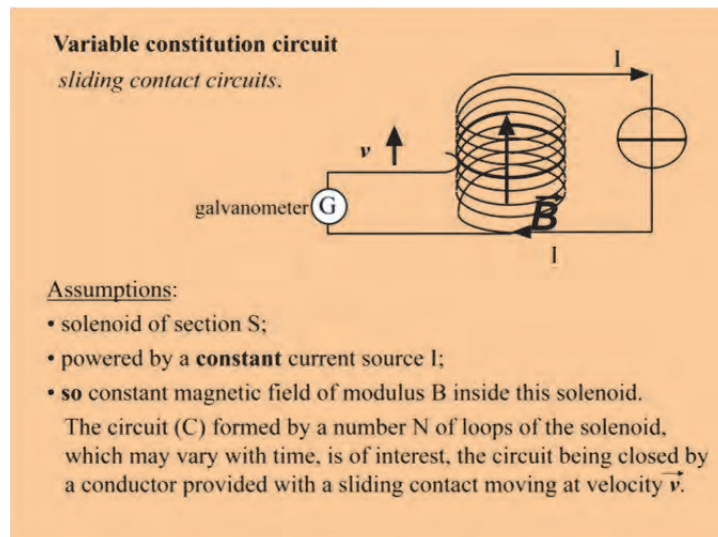 Variable constitution circuit
sliding contact circuits.
I
v
galvanometer G
B
I
Assumptions:
• solenoid of section S;
• powered by a constant current source I;
• so constant magnetic field of modulus B inside this solenoid.
The circuit (C) formed by a number N of loops of the solenoid,
which may vary with time, is of interest, the circuit being closed by
a conductor provided with a sliding contact moving at velocity v⃗.